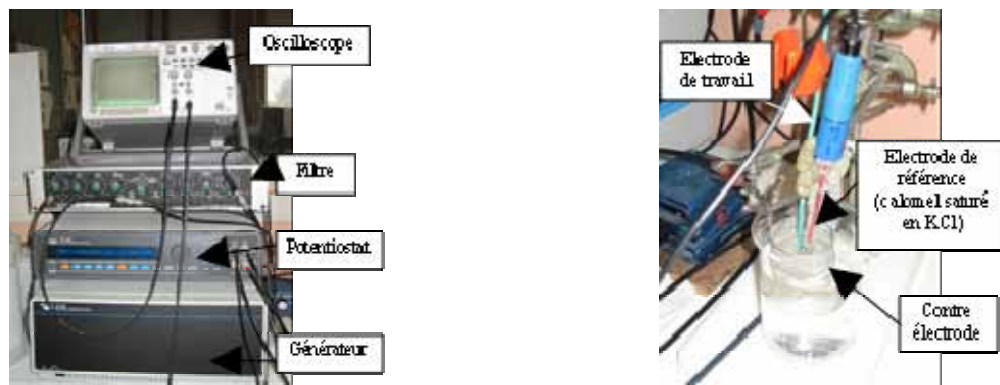 Oscilloscope
Filtre
Potentiostat
Générateur
Electrode
de travail
Electrode de
référence
(calomel saturé
en KCl)
Contre
électrode